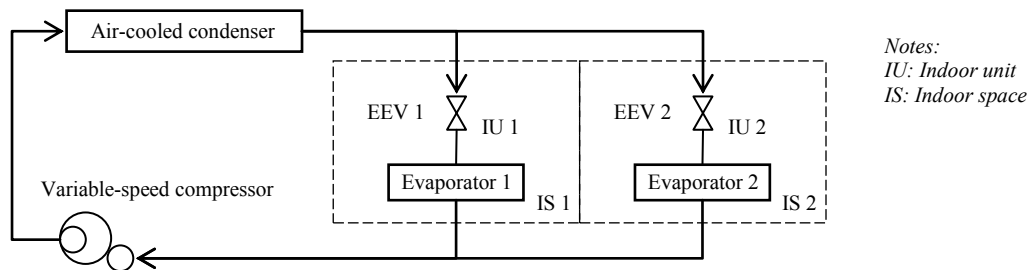 Air-cooled condenser
Notes:
IU: Indoor unit
IS: Indoor space
EEV 1
IU 1
EEV 2
IU 2
Evaporator 1
Evaporator 2
IS 1
IS 2
Variable-speed compressor